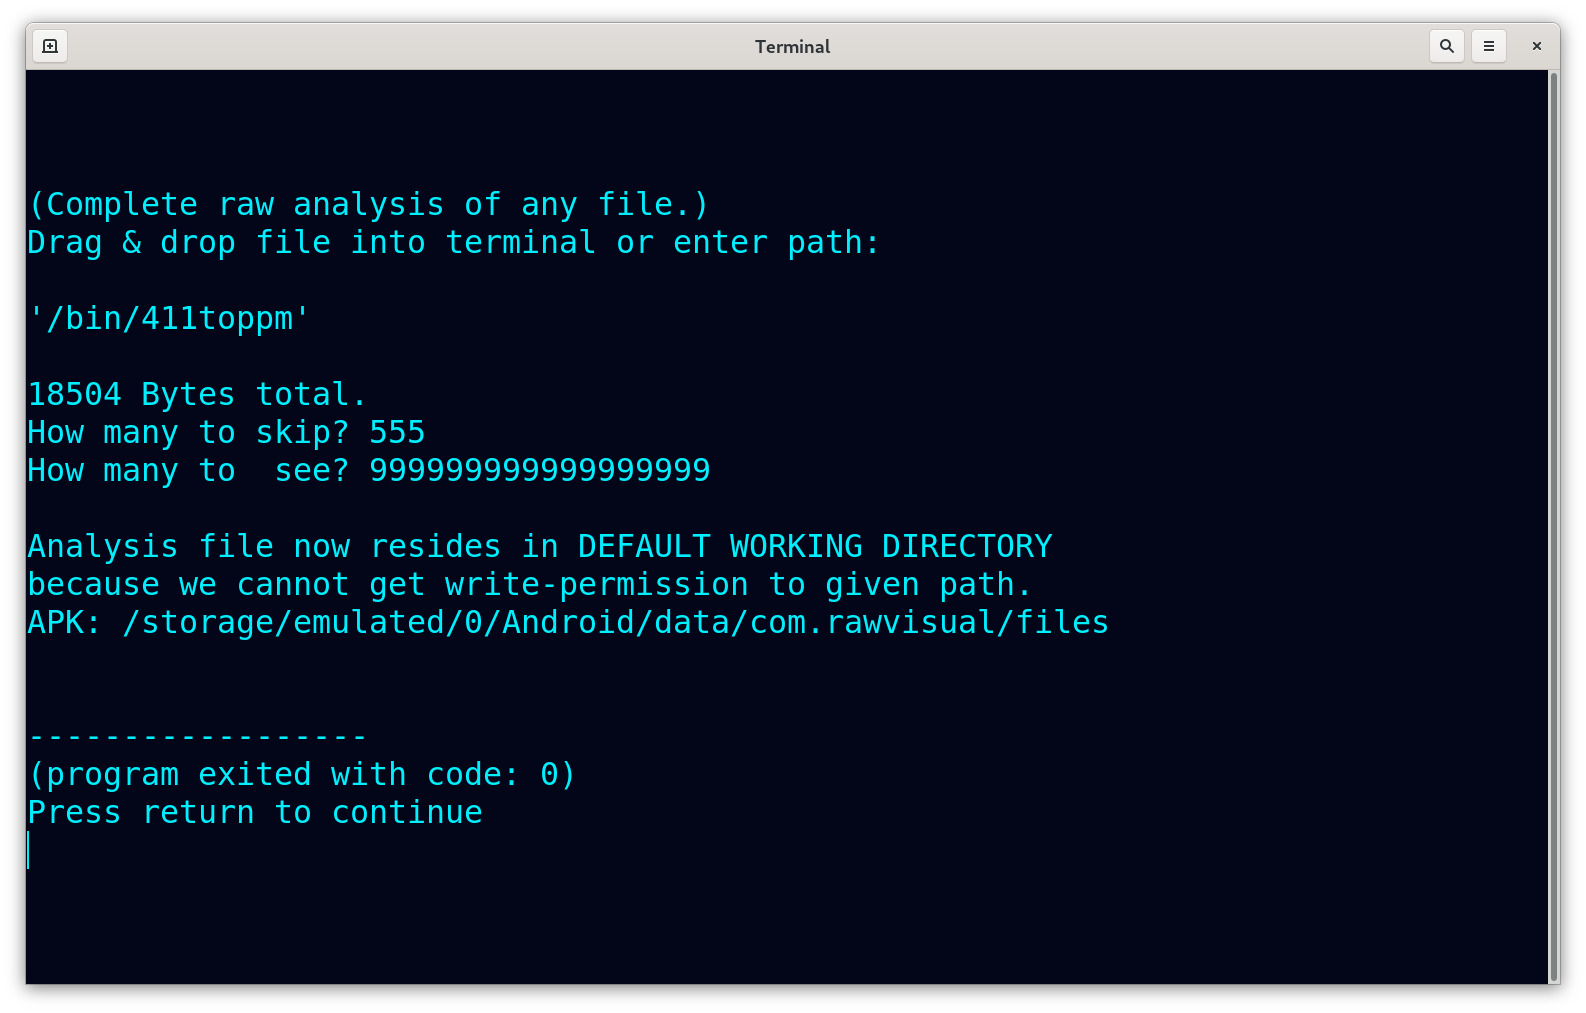 Terminal
(Complete raw analysis of any file.)
Drag & drop file into terminal or enter path:
'/bin/411toppm'
18504 Bytes total.
How many to skip? 555
How many to  see? 999999999999999999
Analysis file now resides in DEFAULT WORKING DIRECTORY
because we cannot get write-permission to given path.
APK: /storage/emulated/0/Android/data/com.rawvisual/files
------------------
(program exited with code: 0)
Press return to continue